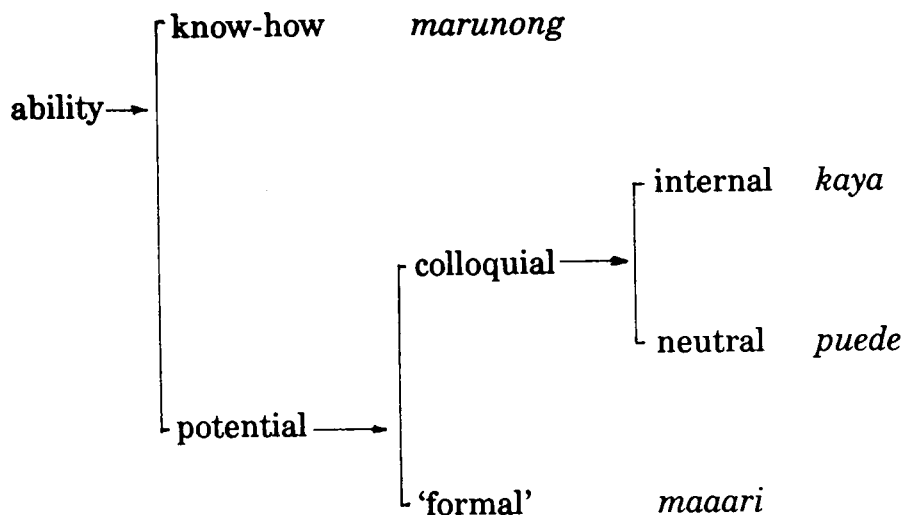 know-how marunong
ability
internal kaya
colloquial
neutral puede
potential
‘formal’ maaari